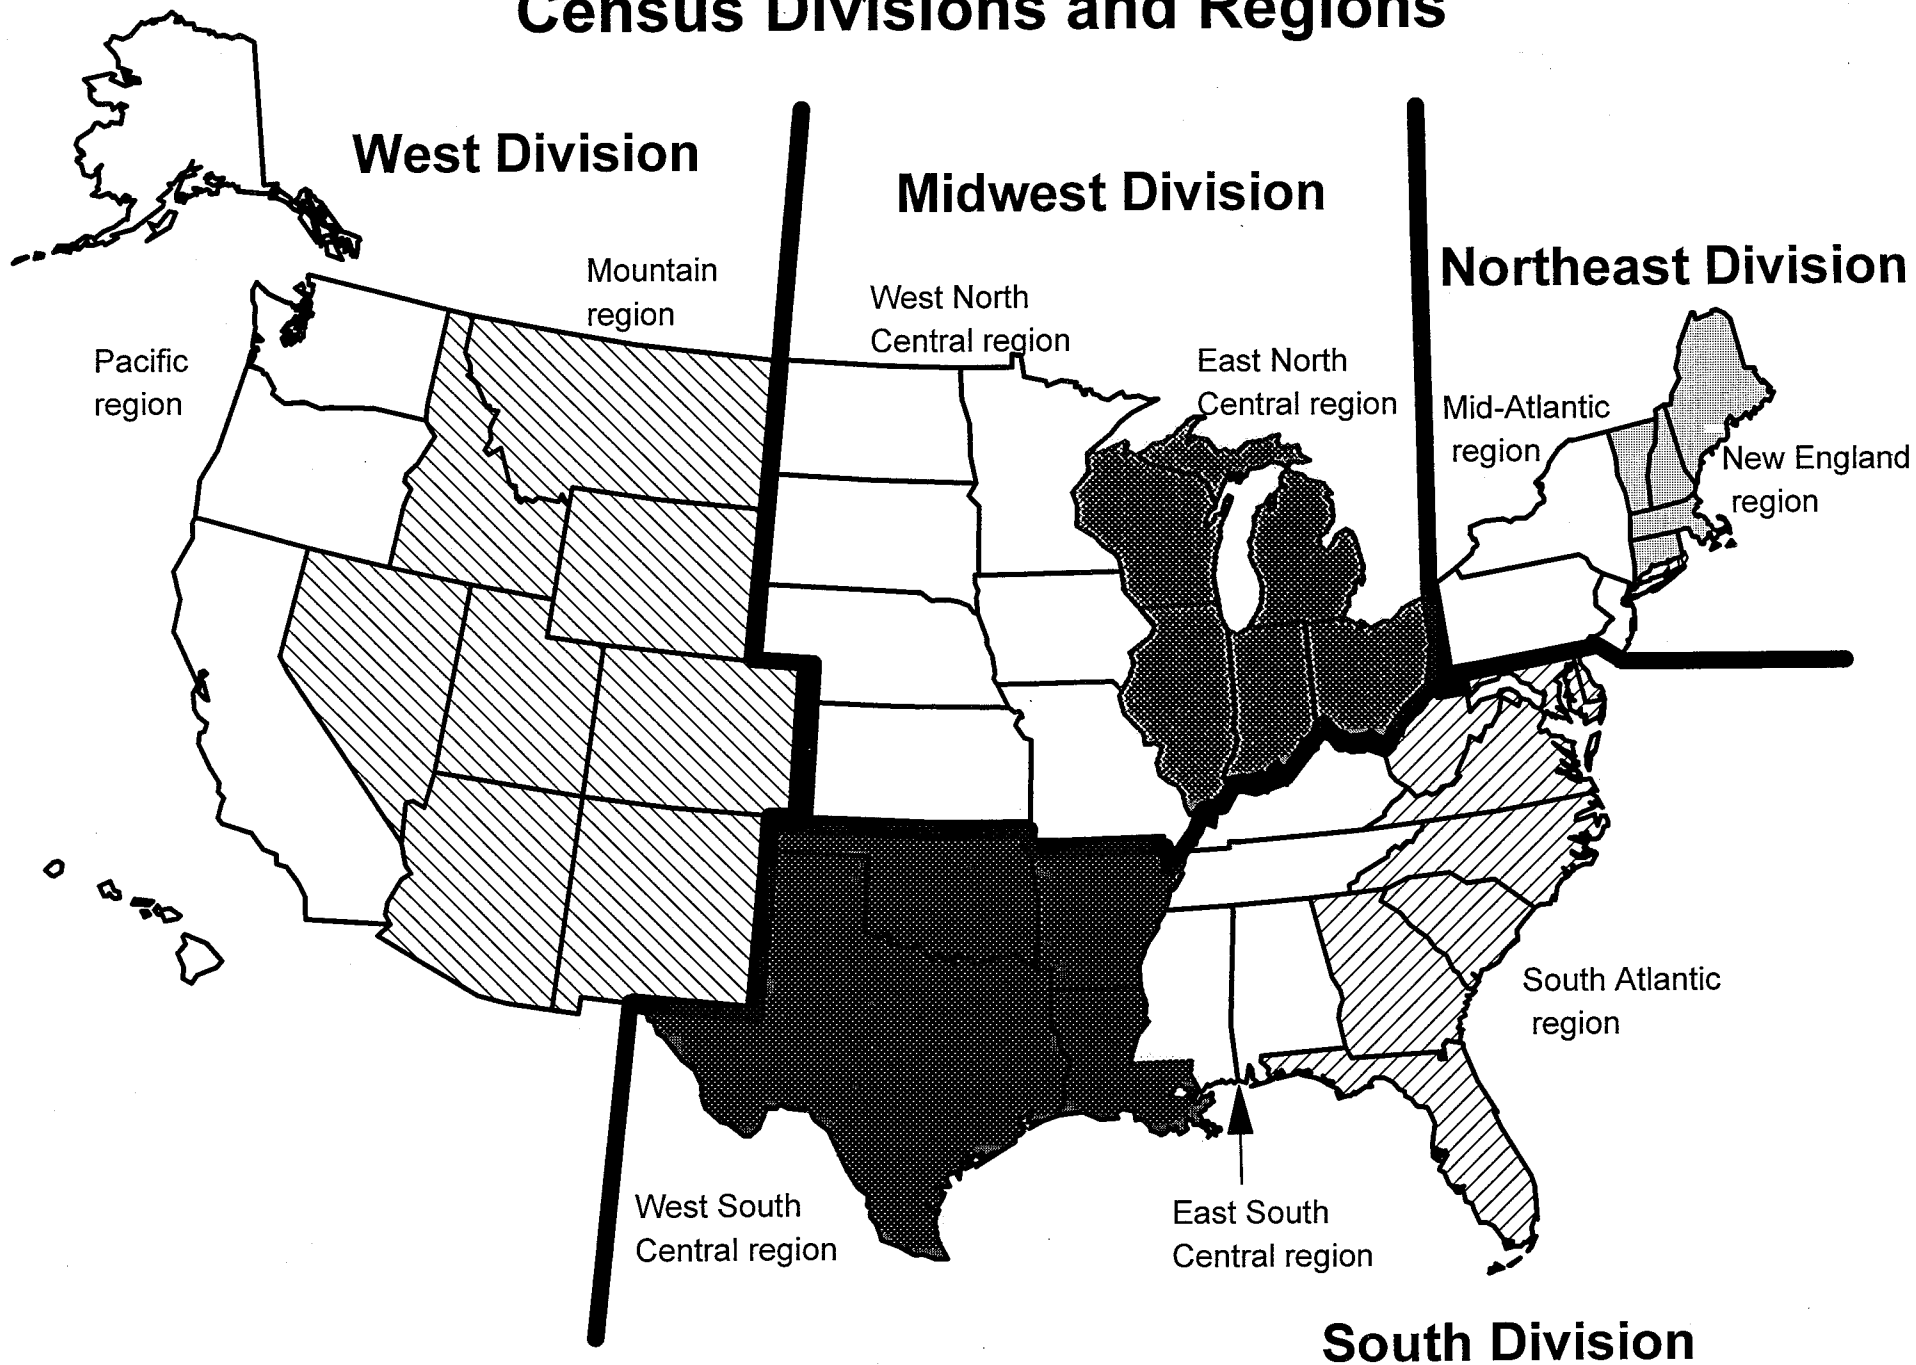 Census Divisions and Regions
West Division
Midwest Division
Northeast Division
Mountain
region
West North
Central region
East North
Central region
Pacific
region
Mid-Atlantic
region
New England
region
South Atlantic
region
West South
Central region
East South
Central region
South Division